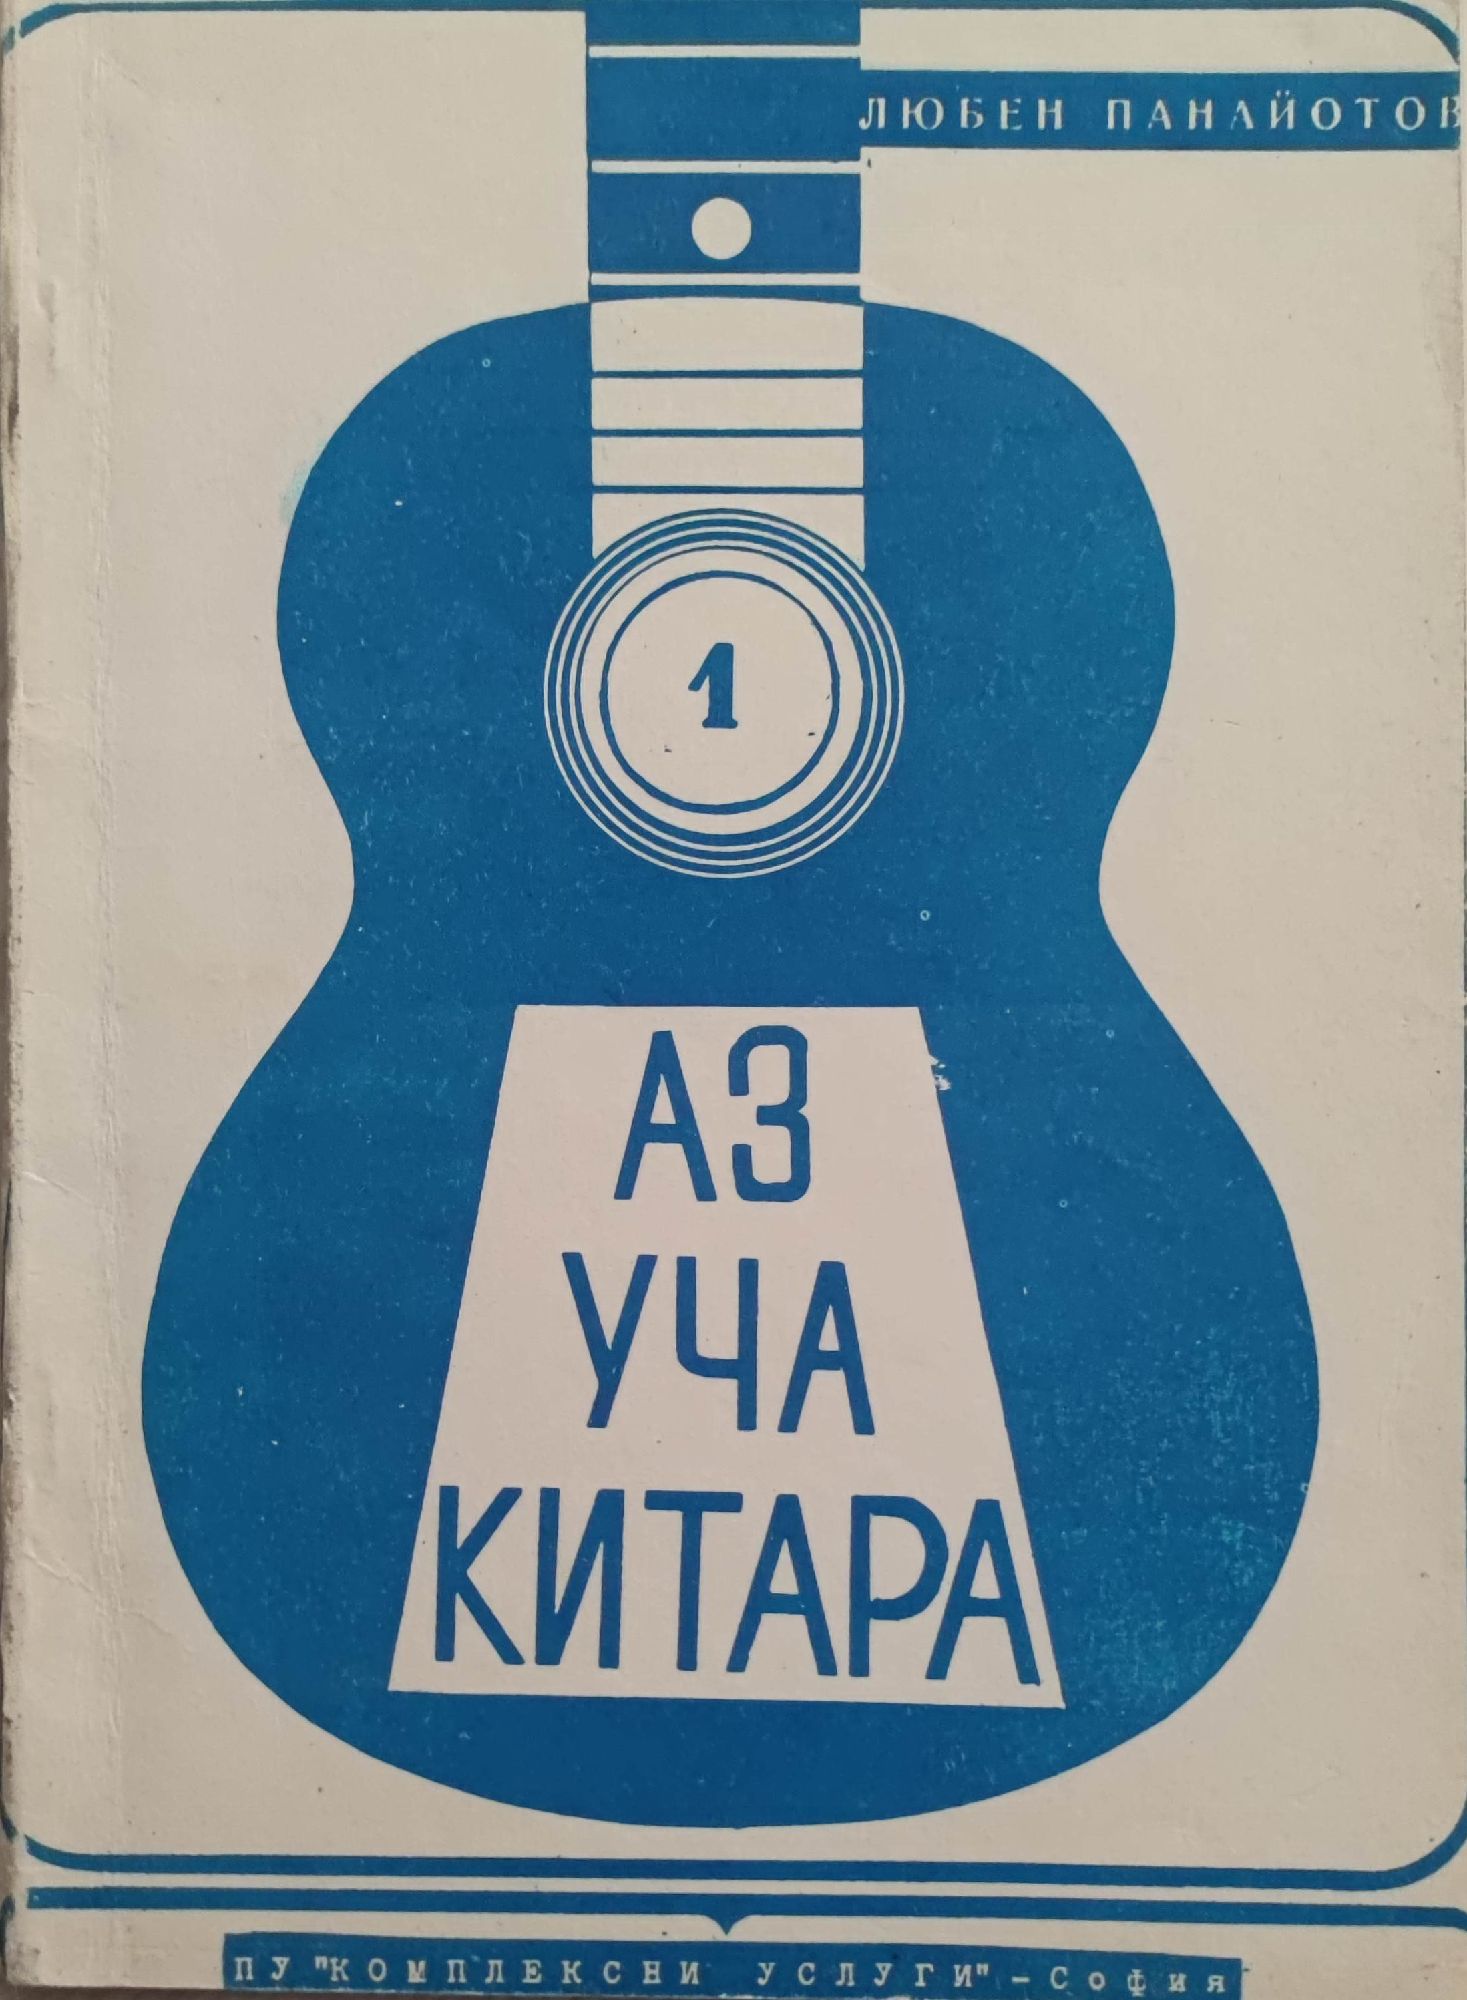 ЛЮБЕН ПАНАЙОТОВ
1
АЗ
УЧА
КИТАРА
ПУ "КОМПЛЕКСНИ УСЛУГИ" - София